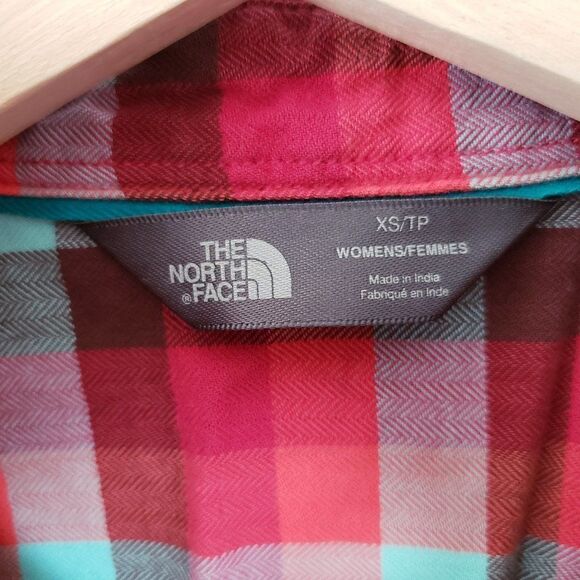 THE
NORTH
®FACE
XS/TP
WOMENS/FEMMES
Made in India
Fabriqué en Inde